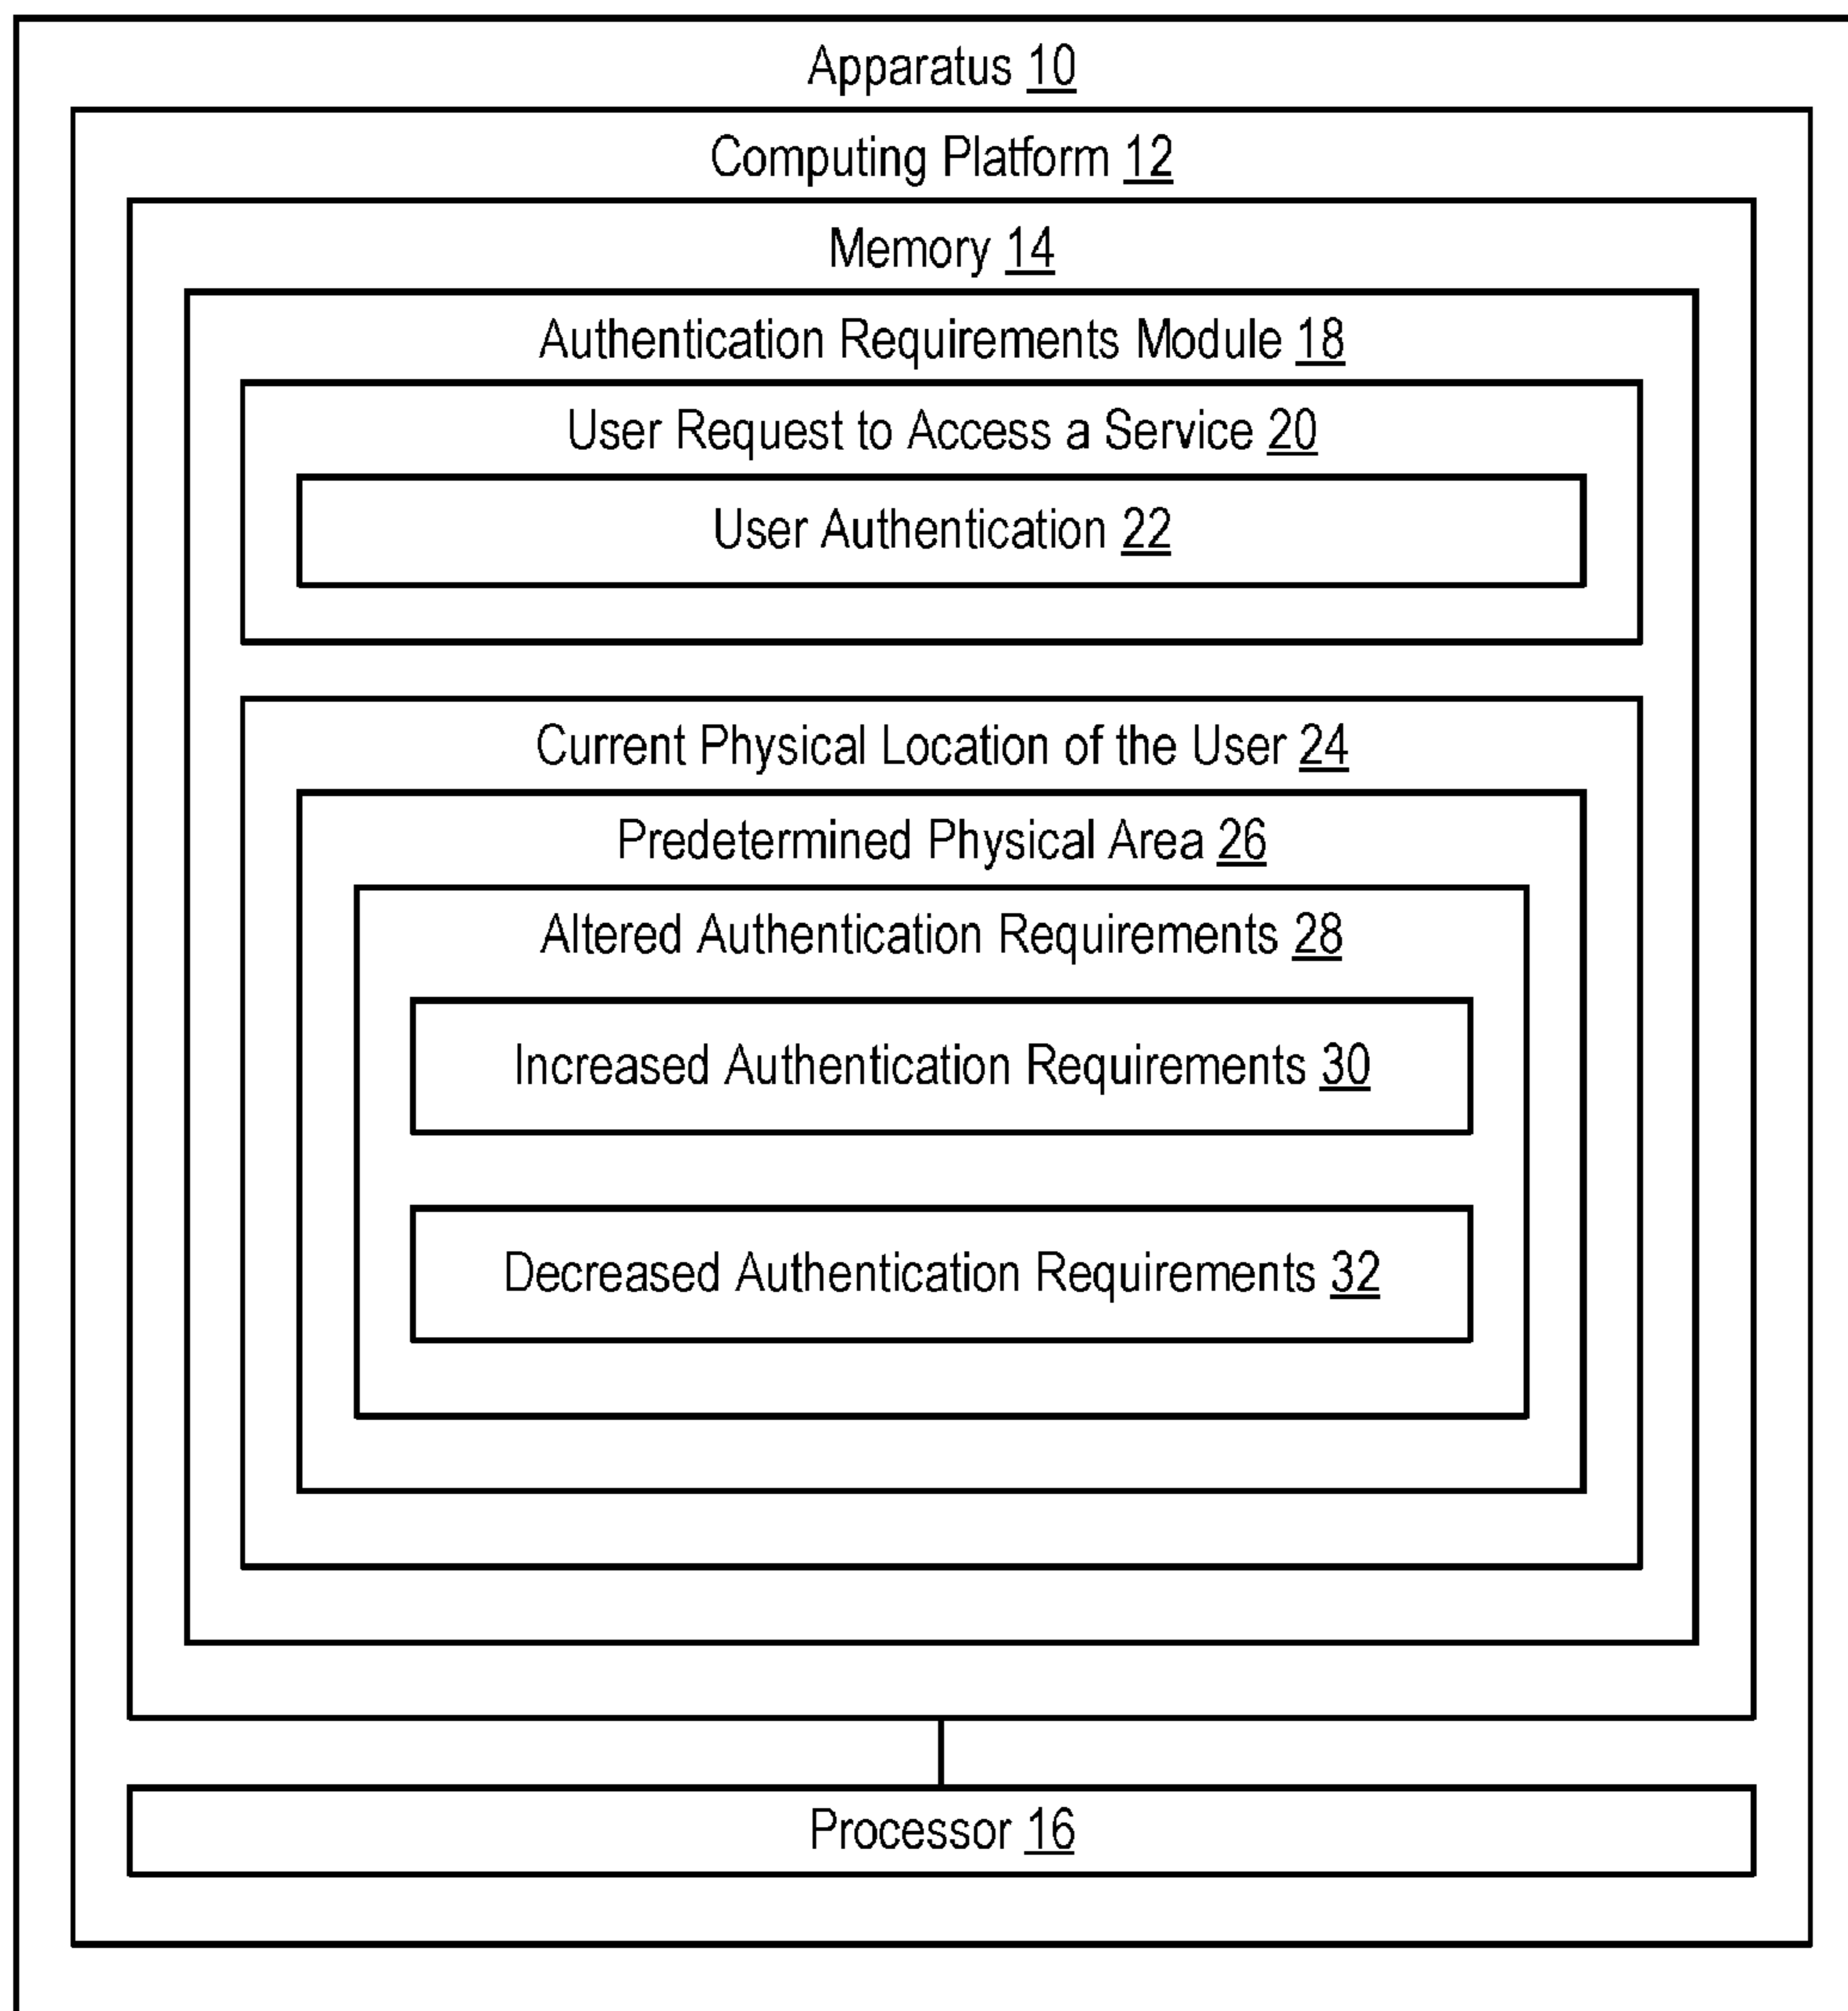 Apparatus 10
Computing Platform 12
Memory 14
Authentication Requirements Module 18
User Request to Access a Service 20
User Authentication 22
Current Physical Location of the User 24
Predetermined Physical Area 26
Altered Authentication Requirements 28
Increased Authentication Requirements 30
Decreased Authentication Requirements 32
Processor 16